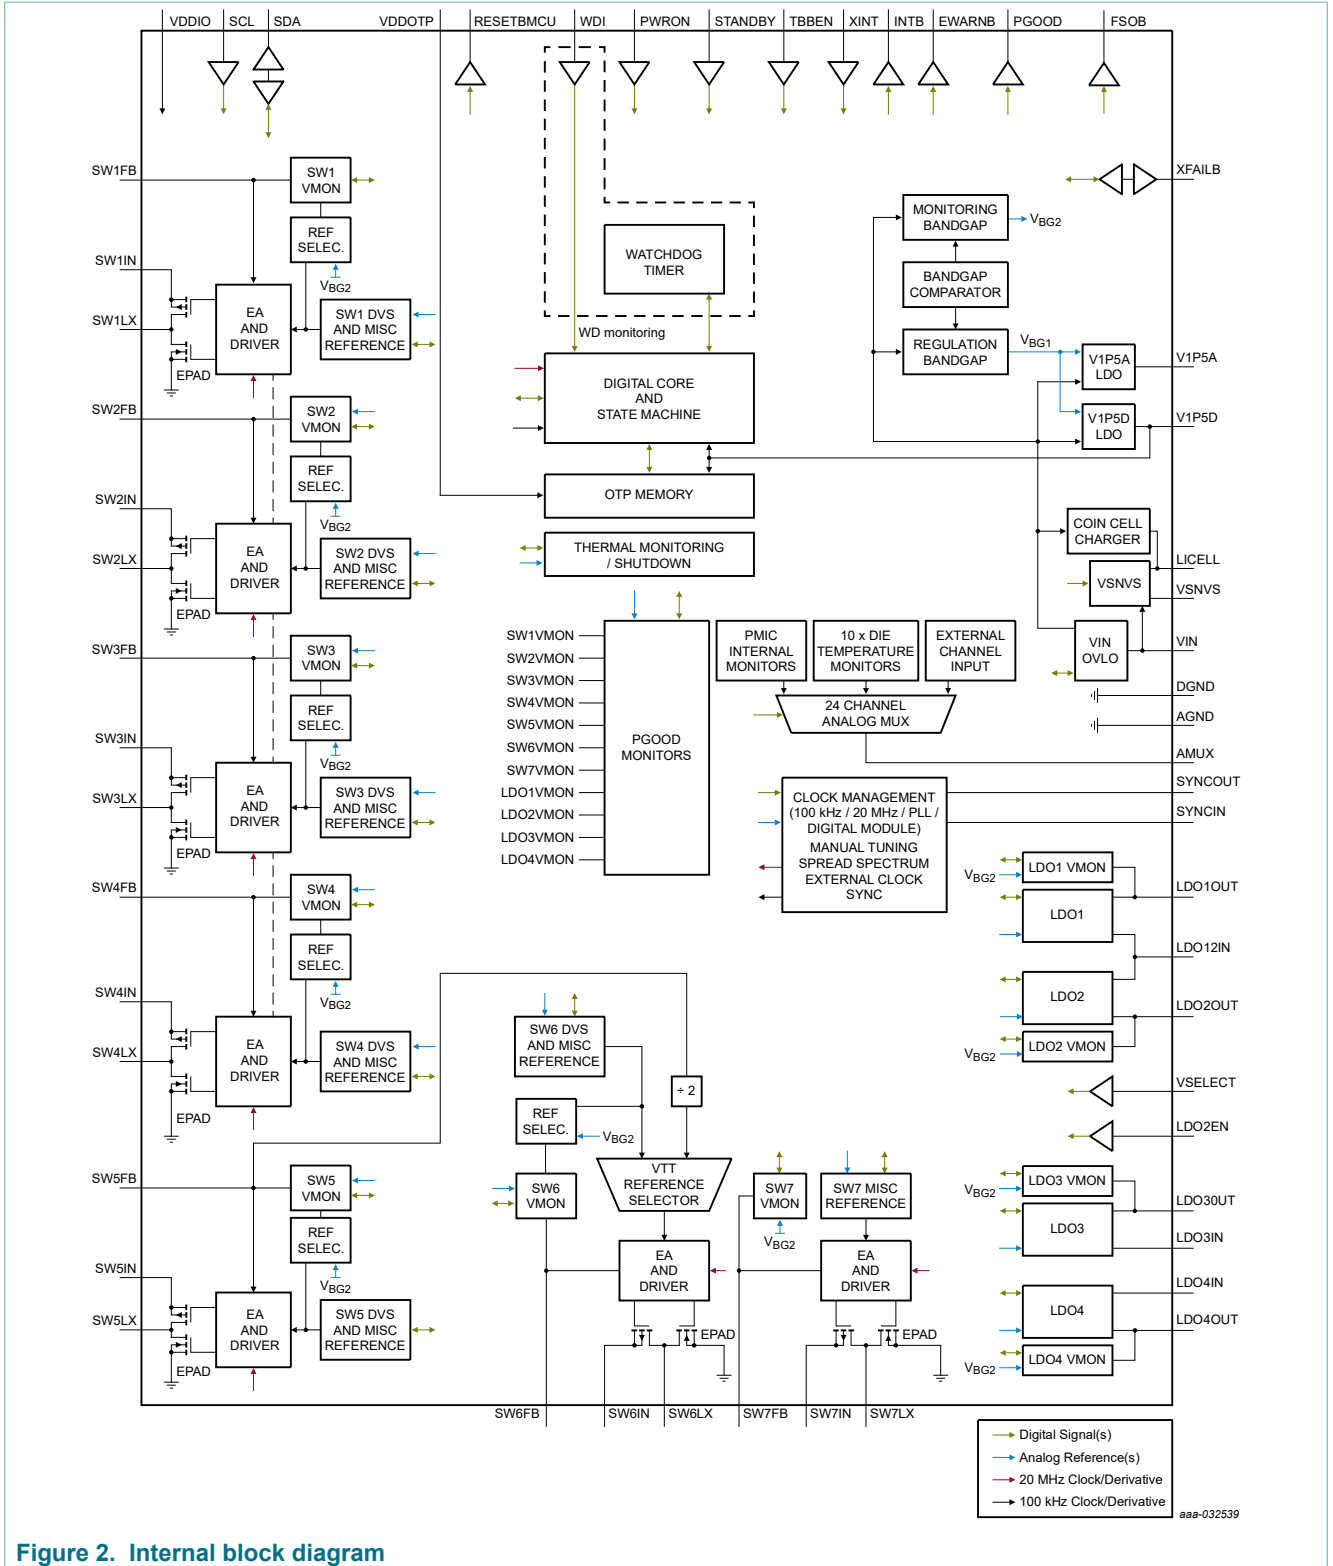 VDDIO SCL SDA VDDOTP RESETBMCU WDI PWRON STANDBY TBBEN XINT INTB EWARNB PGOOD FSOB
SW1FB
SW1
VMON
REF
SELEC.
VBG2
SW1IN
SW1LX
EA
AND
DRIVER
SW1 DVS
AND MISC
REFERENCE
EPAD
SW2FB
SW2
VMON
REF
SELEC.
VBG2
SW2IN
SW2LX
EA
AND
DRIVER
SW2 DVS
AND MISC
REFERENCE
EPAD
SW3FB
SW3
VMON
REF
SELEC.
VBG2
SW3IN
SW3LX
EA
AND
DRIVER
SW3 DVS
AND MISC
REFERENCE
EPAD
SW4FB
SW4
VMON
REF
SELEC.
VBG2
SW4IN
SW4LX
EA
AND
DRIVER
SW4 DVS
AND MISC
REFERENCE
EPAD
SW5FB
SW5
VMON
REF
SELEC.
VBG2
SW5IN
SW5LX
EA
AND
DRIVER
SW5 DVS
AND MISC
REFERENCE
EPAD
WATCHDOG
TIMER
WD monitoring
DIGITAL CORE
AND
STATE MACHINE
OTP MEMORY
THERMAL MONITORING
/ SHUTDOWN
SW1VMON
SW2VMON
SW3VMON
SW4VMON
SW5VMON
SW6VMON
SW7VMON
LDO1VMON
LDO2VMON
LDO3VMON
LDO4VMON
PGOOD
MONITORS
PMIC
INTERNAL
MONITORS
10 x DIE
TEMPERATURE
MONITORS
EXTERNAL
CHANNEL
INPUT
24 CHANNEL
ANALOG MUX
CLOCK MANAGEMENT
(100 kHz / 20 MHz / PLL /
DIGITAL MODULE)
MANUAL TUNING
SPREAD SPECTRUM
EXTERNAL CLOCK
SYNC
SW6 DVS
AND MISC
REFERENCE
÷ 2
REF
SELEC.
VBG2
SW6
VMON
VTT
REFERENCE
SELECTOR
EA
AND
DRIVER
EPAD
SW7
VMON
VBG2
SW7 MISC
REFERENCE
EA
AND
DRIVER
EPAD
SW6FB SW6IN SW6LX SW7FB SW7IN SW7LX
XFAILB
MONITORING
BANDGAP
VBG2
BANDGAP
COMPARATOR
REGULATION
BANDGAP
VBG1
V1P5A
LDO
V1P5A
V1P5D
LDO
V1P5D
COIN CELL
CHARGER
LICELL
VSNVS
VSNVS
VIN
OVLO
VIN
DGND
AGND
AMUX
SYNCOUT
SYNCIN
LDO1 VMON
VBG2
LDO1OUT
LDO1
LDO12IN
LDO2
LDO2OUT
LDO2 VMON
VBG2
VSELECT
LDO2EN
LDO3 VMON
VBG2
LDO30UT
LDO3
LDO3IN
LDO4IN
LDO4
LDO4OUT
LDO4 VMON
VBG2
Digital Signal(s)
Analog Reference(s)
20 MHz Clock/Derivative
100 kHz Clock/Derivative
aaa-032539
Figure 2. Internal block diagram